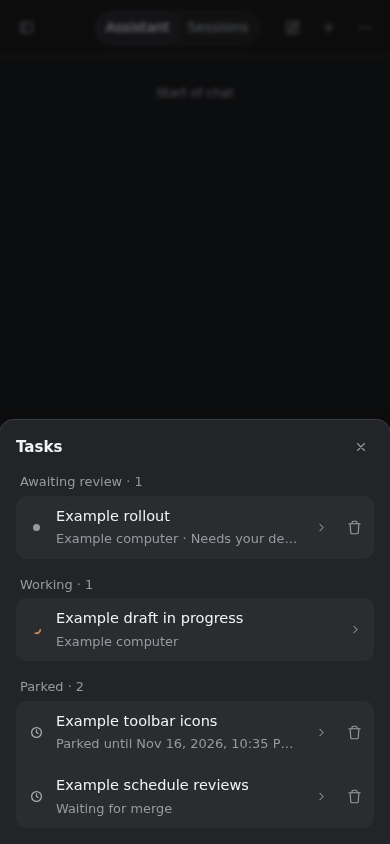 Assistant Sessions
Start of chat
Tasks
Awaiting review · 1
Example rollout
Example computer · Needs your de…
Working · 1
Example draft in progress
Example computer
Parked · 2
Example toolbar icons
Parked until Nov 16, 2026, 10:35 P…
Example schedule reviews
Waiting for merge